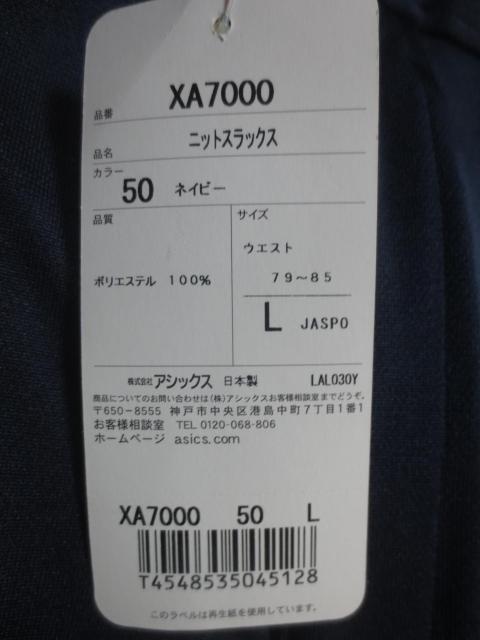 品番 XA7000
品名 ニットスラックス
カラー
50 ネイビー
品質
ポリエステル 100%
サイズ
ウエスト
79～85
L JASPO
株式会社アシックス 日本製 LAL030Y
商品についてのお問い合わせは(株)アシックスお客様相談室までどうぞ。
〒650-8555 神戸市中央区港島中町7丁目1番1
お客様相談室 TEL 0120-068-806
ホームページ asics.com
XA7000 50 L
T4548535045128
このラベルは再生紙を使用しています。